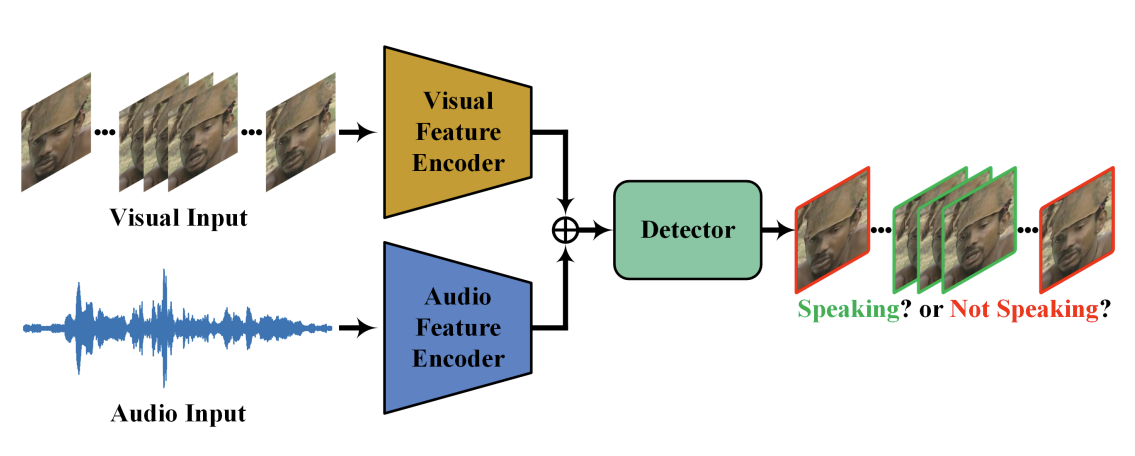 Visual
Feature
Encoder
Visual Input
Detector
Audio
Feature
Encoder
Speaking? or Not Speaking?
Audio Input